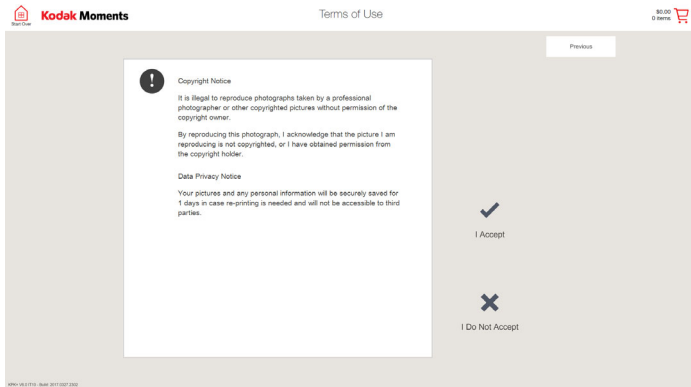 Start Over
Kodak Moments
Terms of Use
$0.00
0 items
Previous
Copyright Notice
It is illegal to reproduce photographs taken by a professional
photographer or other copyrighted pictures without permission of the
copyright owner.
By reproducing this photograph, I acknowledge that the picture I am
reproducing is not copyrighted, or I have obtained permission from
the copyright holder.
Data Privacy Notice
Your pictures and any personal information will be securely saved for
1 days in case re-printing is needed and will not be accessible to third
parties.
I Accept
I Do Not Accept